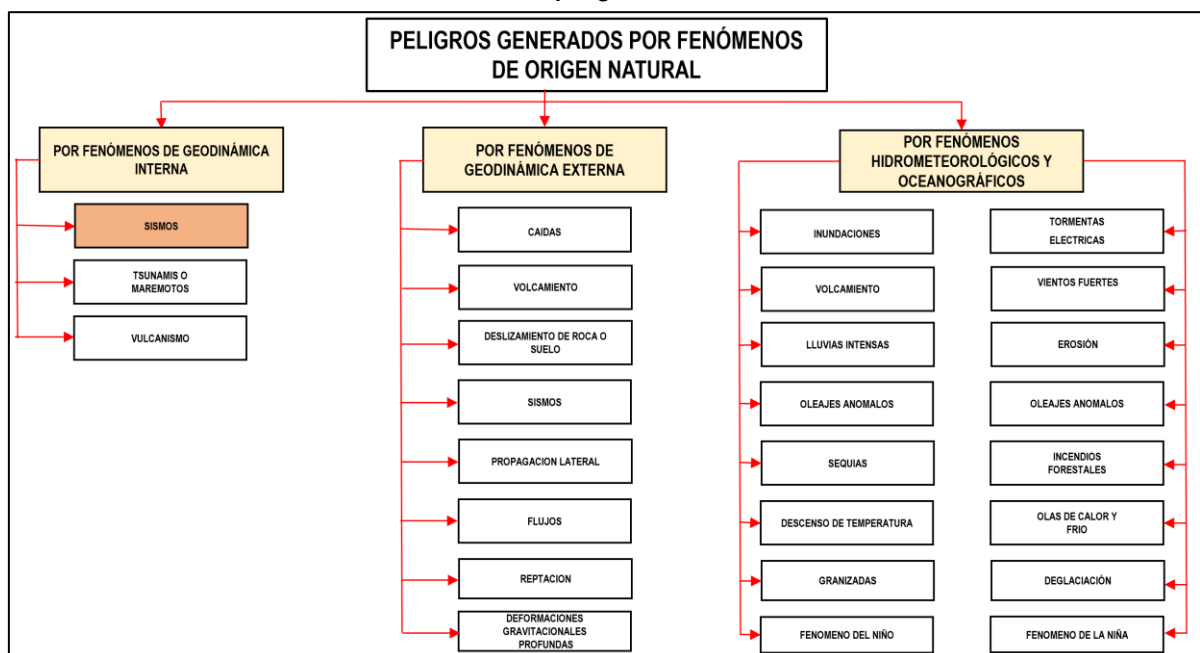 PELIGROS GENERADOS POR FENÓMENOS
DE ORIGEN NATURAL
POR FENÓMENOS DE GEODINÁMICA
INTERNA
SISMOS
TSUNAMIS O
MAREMOTOS
VULCANISMO
POR FENÓMENOS DE
GEODINÁMICA EXTERNA
CAIDAS
VOLCAMIENTO
DESLIZAMIENTO DE ROCA O
SUELO
SISMOS
PROPAGACION LATERAL
FLUJOS
REPTACION
DEFORMACIONES
GRAVITACIONALES
PROFUNDAS
POR FENÓMENOS
HIDROMETEOROLÓGICOS Y
OCEANOGRÁFICOS
INUNDACIONES
VOLCAMIENTO
LLUVIAS INTENSAS
OLEAJES ANOMALOS
SEQUIAS
DESCENSO DE TEMPERATURA
GRANIZADAS
FENOMENO DEL NIÑO
TORMENTAS
ELECTRICAS
VIENTOS FUERTES
EROSIÓN
OLEAJES ANOMALOS
INCENDIOS
FORESTALES
OLAS DE CALOR Y
FRIO
DEGLACIACIÓN
FENOMENO DE LA NIÑA